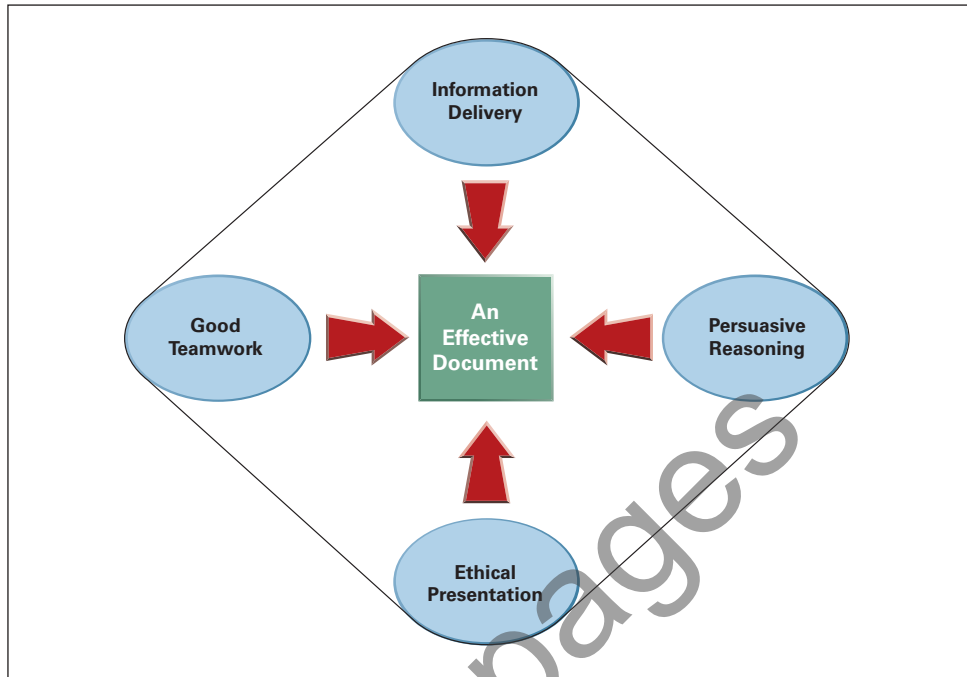 Information
Delivery
Good
Teamwork
An
Effective
Document
Persuasive
Reasoning
Ethical
Presentation
pages